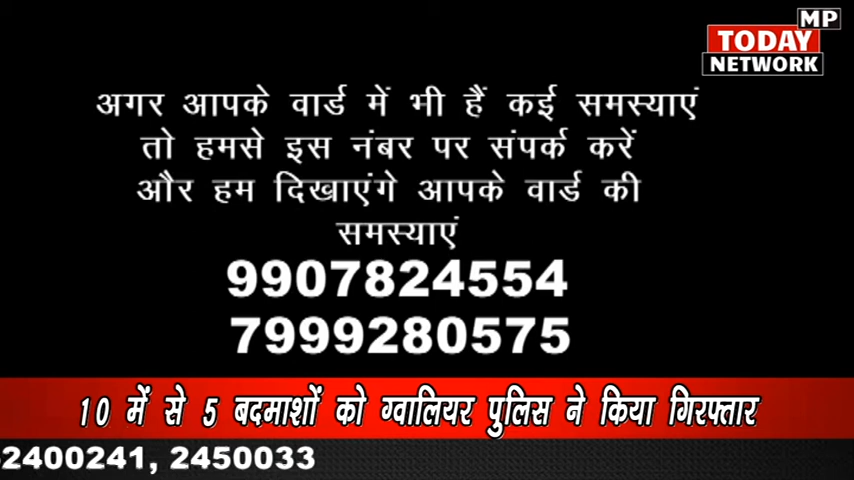 MP
TODAY
NETWORK
अगर आपके वार्ड में भी हैं कई समस्याएं
तो हमसे इस नंबर पर संपर्क करें
और हम दिखाएंगे आपके वार्ड की
समस्याएं
9907824554
7999280575
10 में से 5 बदमाशों को ग्वालियर पुलिस ने किया गिरफ्तार
2400241, 2450033